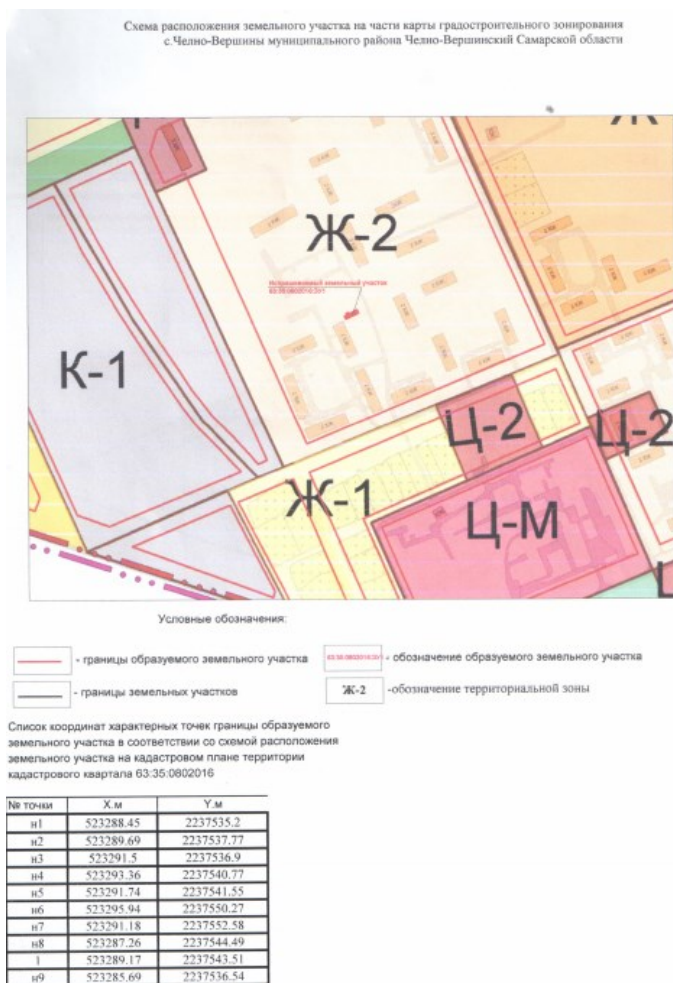 Схема расположения земельного участка на части карты градостроительного зонирования
с.Челно-Вершины муниципального района Челно-Вершинский Самарской области
Ж-2
Испрашиваемый земельный участок
К-1
Ц-2
Ц-2
Ж-1
Ц-М
Условные обозначения:
- границы образуемого земельного участка
- обозначение образуемого земельного участка
- границы земельных участков
Ж-2
-обозначение территориальной зоны
Список координат характерных точек границы образуемого
земельного участка в соответствии со схемой расположения
земельного участка на кадастровом плане территории
кадастрового квартала 63:35:0802016
№ точки X.м Y.м
н1 523288.45 2237535.2
н2 523289.69 2237537.77
н3 523291.5 2237536.9
н4 523293.36 2237540.77
н5 523291.74 2237541.55
н6 523295.94 2237550.27
н7 523291.18 2237552.58
н8 523287.26 2237544.49
1 523289.17 2237543.51
н9 523285.69 2237536.54